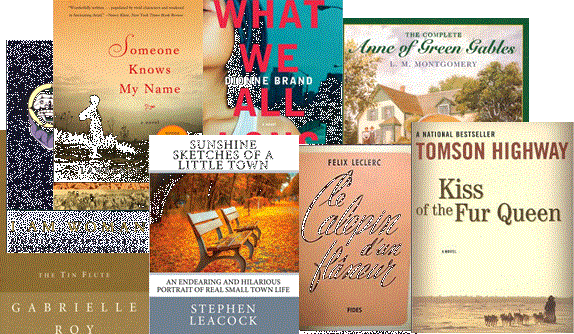 "Wonderfully written ... populated by vivid characters and rendered
in fascinating detail." —Nancy Kline, New York Times Book Review
Someone
Knows
My Name
a novel
WHAT
WE
ALL
DIONNE BRAND
THE COMPLETE
Anne of Green Gables
L. M. MONTGOMERY
SUNSHINE
SKETCHES OF A
LITTLE TOWN
AN ENDEARING AND HILARIOUS
PORTRAIT OF REAL SMALL TOWN LIFE
STEPHEN
LEACOCK
FELIX LECLERC
le
Calepin
d'un
flâneur
FIDES
A NATIONAL BESTSELLER
TOMSON HIGHWAY
Kiss
of the Fur Queen
A NOVEL
THE TIN FLUTE
GABRIELLE
ROY